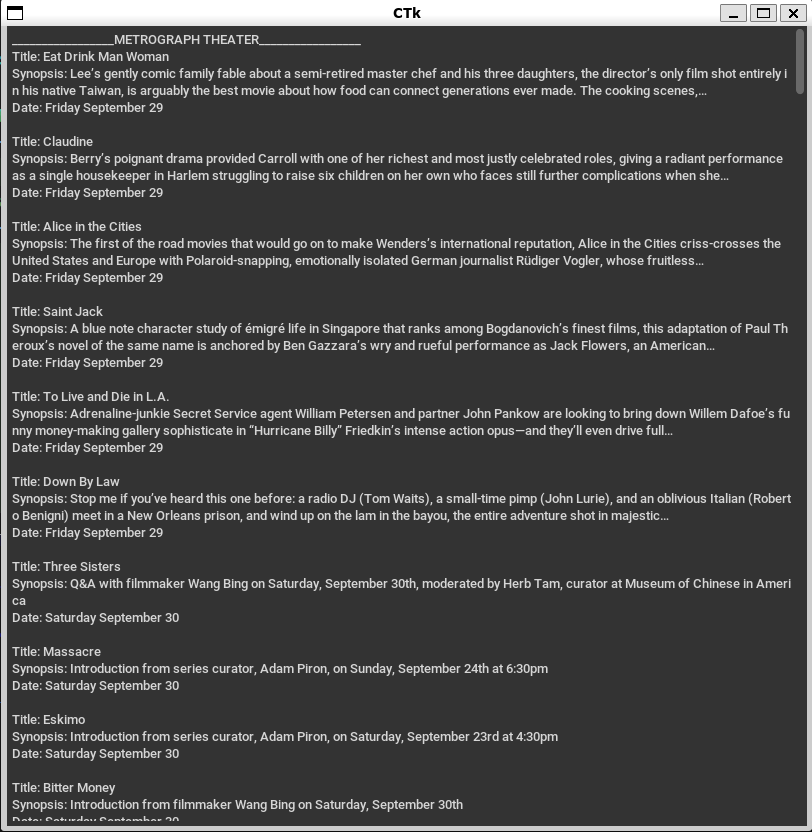 CTk
_________________METROGRAPH THEATER_________________
Title: Eat Drink Man Woman
Synopsis: Lee’s gently comic family fable about a semi-retired master chef and his three daughters, the director’s only film shot entirely i
n his native Taiwan, is arguably the best movie about how food can connect generations ever made. The cooking scenes,…
Date: Friday September 29
Title: Claudine
Synopsis: Berry’s poignant drama provided Carroll with one of her richest and most justly celebrated roles, giving a radiant performance
as a single housekeeper in Harlem struggling to raise six children on her own who faces still further complications when she…
Date: Friday September 29
Title: Alice in the Cities
Synopsis: The first of the road movies that would go on to make Wenders’s international reputation, Alice in the Cities criss-crosses the
United States and Europe with Polaroid-snapping, emotionally isolated German journalist Rüdiger Vogler, whose fruitless…
Date: Friday September 29
Title: Saint Jack
Synopsis: A blue note character study of émigré life in Singapore that ranks among Bogdanovich’s finest films, this adaptation of Paul Th
eroux’s novel of the same name is anchored by Ben Gazzara’s wry and rueful performance as Jack Flowers, an American…
Date: Friday September 29
Title: To Live and Die in L.A.
Synopsis: Adrenaline-junkie Secret Service agent William Petersen and partner John Pankow are looking to bring down Willem Dafoe’s fu
nny money-making gallery sophisticate in “Hurricane Billy” Friedkin’s intense action opus—and they’ll even drive full…
Date: Friday September 29
Title: Down By Law
Synopsis: Stop me if you’ve heard this one before: a radio DJ (Tom Waits), a small-time pimp (John Lurie), and an oblivious Italian (Robert
o Benigni) meet in a New Orleans prison, and wind up on the lam in the bayou, the entire adventure shot in majestic…
Date: Friday September 29
Title: Three Sisters
Synopsis: Q&A with filmmaker Wang Bing on Saturday, September 30th, moderated by Herb Tam, curator at Museum of Chinese in Ameri
ca
Date: Saturday September 30
Title: Massacre
Synopsis: Introduction from series curator, Adam Piron, on Sunday, September 24th at 6:30pm
Date: Saturday September 30
Title: Eskimo
Synopsis: Introduction from series curator, Adam Piron, on Saturday, September 23rd at 4:30pm
Date: Saturday September 30
Title: Bitter Money
Synopsis: Introduction from filmmaker Wang Bing on Saturday, September 30th
Date: Saturday September 30